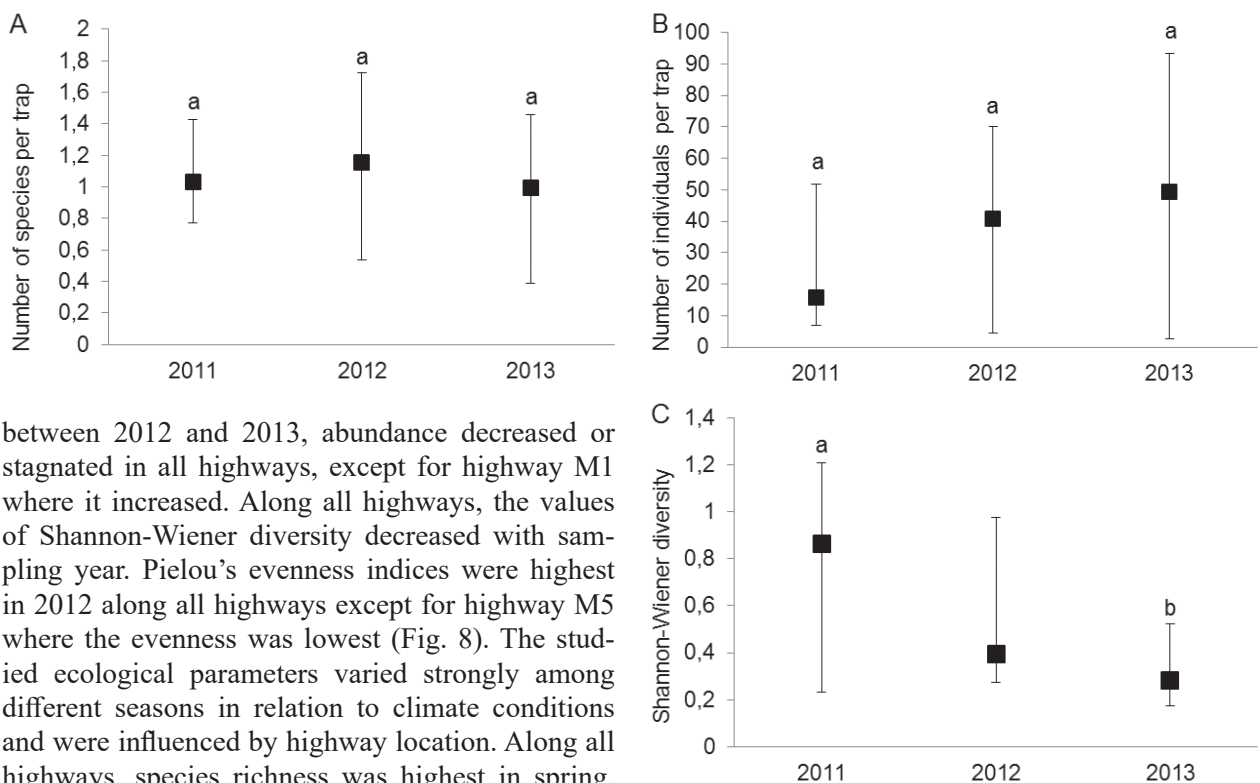 A
Number of species per trap
2
1,8
1,6
1,4
1,2
1
0,8
0,6
0,4
0,2
0
a
a
a
2011 2012 2013
B
Number of individuals per trap
100
90
80
70
60
50
40
30
20
10
0
a
a
a
2011 2012 2013
between 2012 and 2013, abundance decreased or
stagnated in all highways, except for highway M1
where it increased. Along all highways, the values
of Shannon-Wiener diversity decreased with sam-
pling year. Pielou’s evenness indices were highest
in 2012 along all highways except for highway M5
where the evenness was lowest (Fig. 8). The stud-
ied ecological parameters varied strongly among
different seasons in relation to climate conditions
and were influenced by highway location. Along all
highways, species richness was highest in spring,
C
Shannon-Wiener diversity
1,4
1,2
1
0,8
0,6
0,4
0,2
0
a
a
b
2011 2012 2013